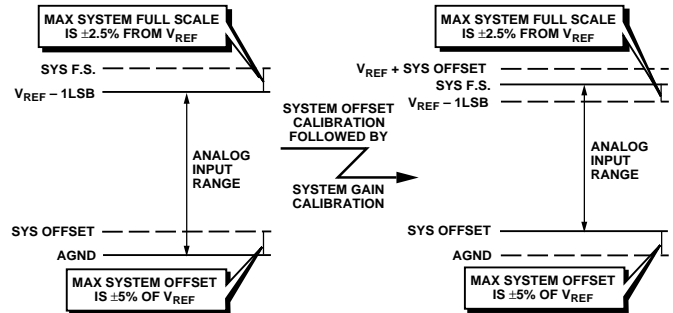 MAX SYSTEM FULL SCALE
IS ±2.5% FROM VREF
SYS F.S.
VREF – 1LSB
ANALOG
INPUT
RANGE
SYS OFFSET
AGND
MAX SYSTEM OFFSET
IS ±5% OF VREF
SYSTEM OFFSET
CALIBRATION
FOLLOWED BY
SYSTEM GAIN
CALIBRATION
MAX SYSTEM FULL SCALE
IS ±2.5% FROM VREF
VREF + SYS OFFSET
SYS F.S.
VREF – 1LSB
ANALOG
INPUT
RANGE
SYS OFFSET
AGND
MAX SYSTEM OFFSET
IS ±5% OF VREF